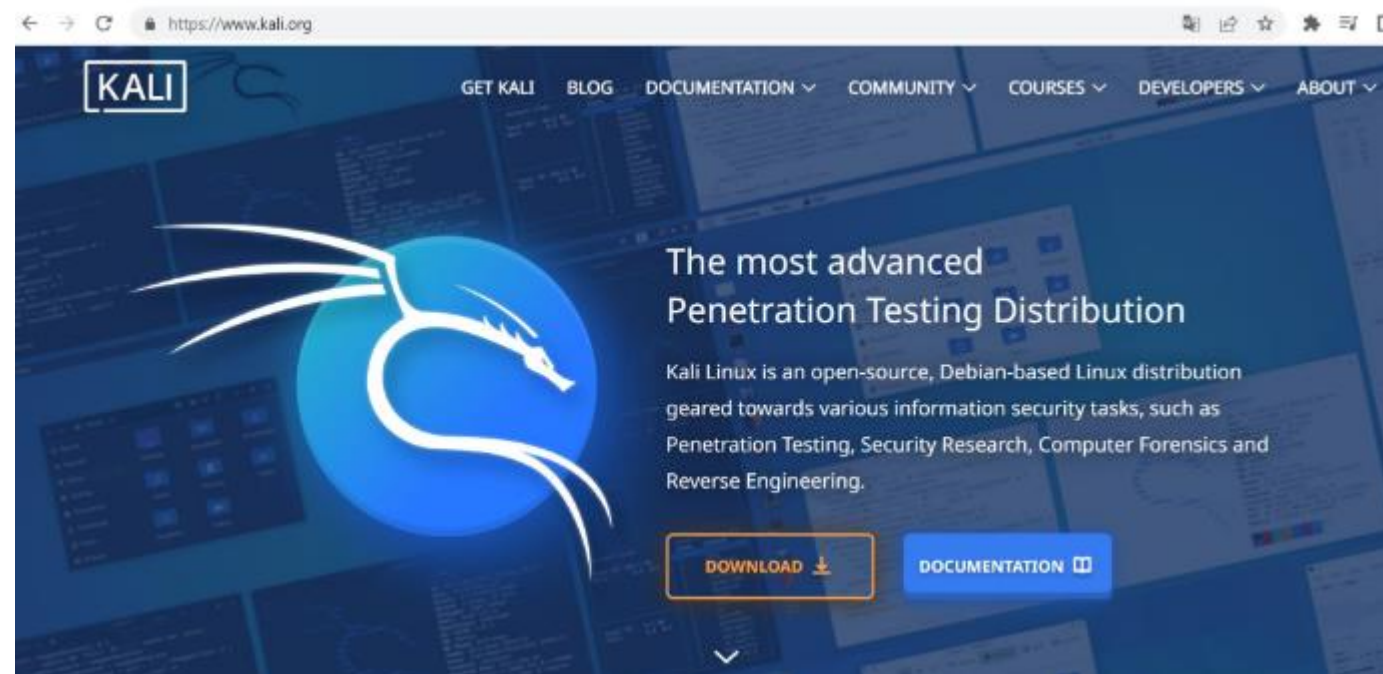 https://www.kali.org
KALI
GET KALI BLOG DOCUMENTATION COMMUNITY COURSES DEVELOPERS ABOUT
The most advanced
Penetration Testing Distribution
Kali Linux is an open-source, Debian-based Linux distribution
geared towards various information security tasks, such as
Penetration Testing, Security Research, Computer Forensics and
Reverse Engineering.
DOWNLOAD DOCUMENTATION